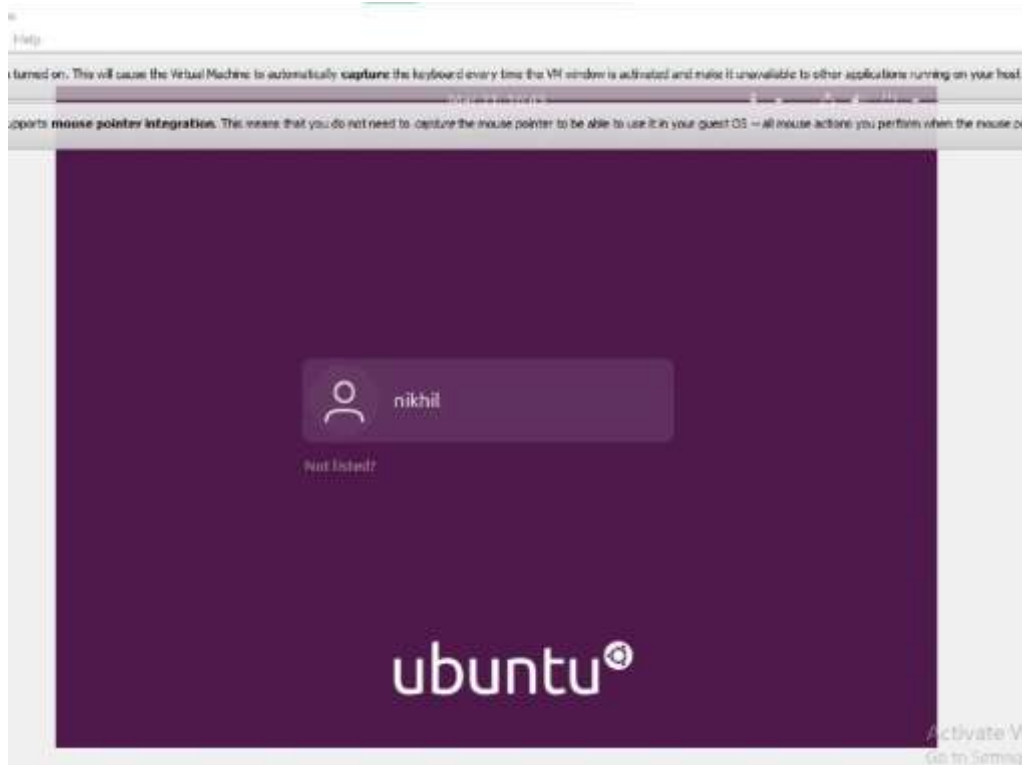 Help
turned on. This will cause the Virtual Machine to automatically capture the keyboard every time the VM window is activated and make it unavailable to other applications running on your host
supports mouse pointer integration. This means that you do not need to capture the mouse pointer to be able to use it in your guest OS — all mouse actions you perform when the mouse
nikhil
Not listed?
ubuntu
Activate
Go to